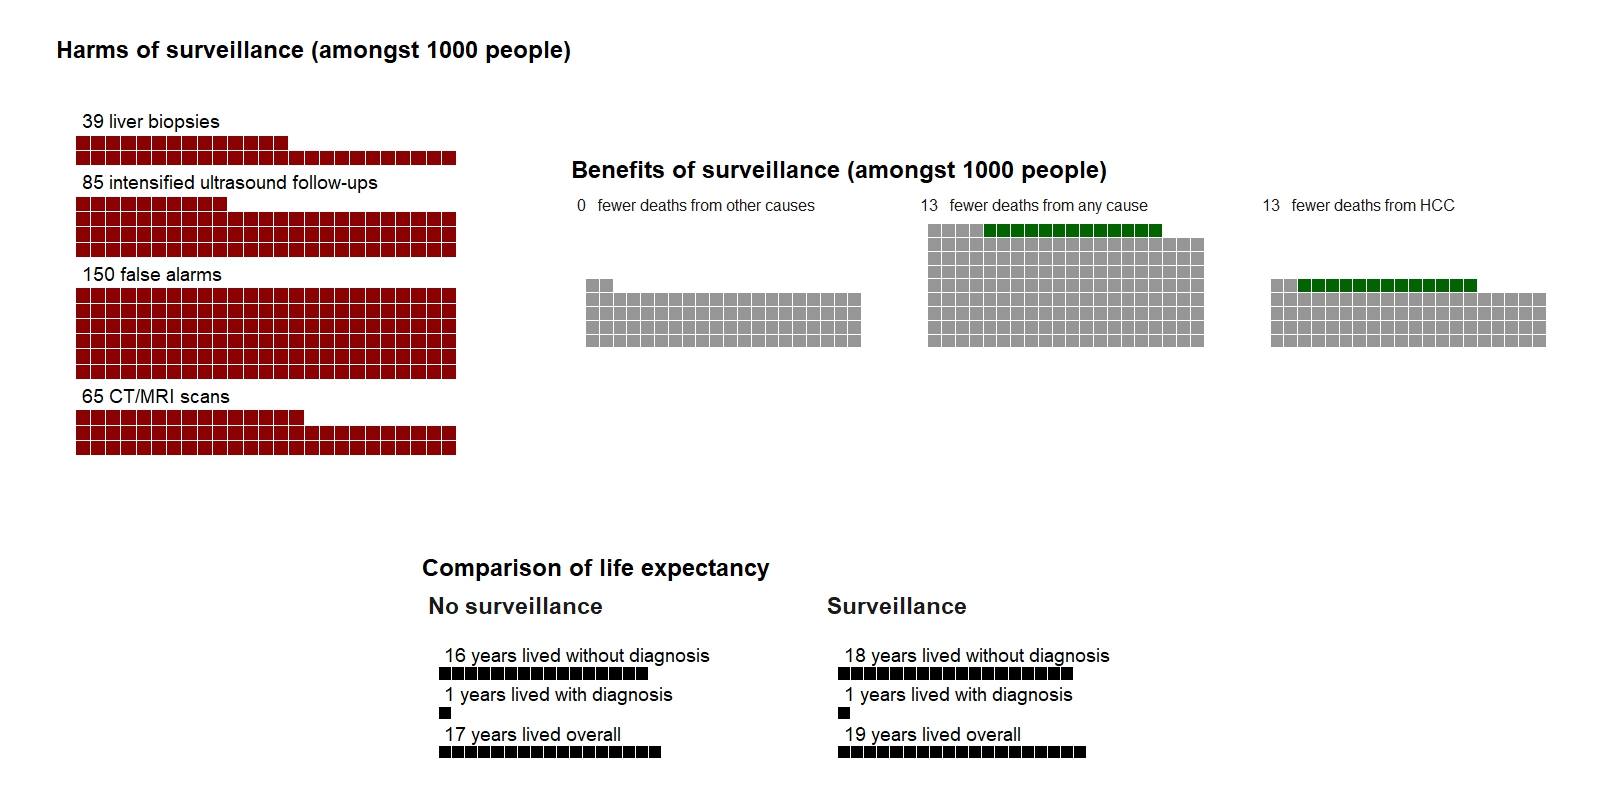 Harms of surveillance (amongst 1000 people)
39 liver biopsies
85 intensified ultrasound follow-ups
150 false alarms
65 CT/MRI scans
Benefits of surveillance (amongst 1000 people)
0 fewer deaths from other causes
13 fewer deaths from any cause
13 fewer deaths from HCC
Comparison of life expectancy
No surveillance
16 years lived without diagnosis
1 years lived with diagnosis
17 years lived overall
Surveillance
18 years lived without diagnosis
1 years lived with diagnosis
19 years lived overall